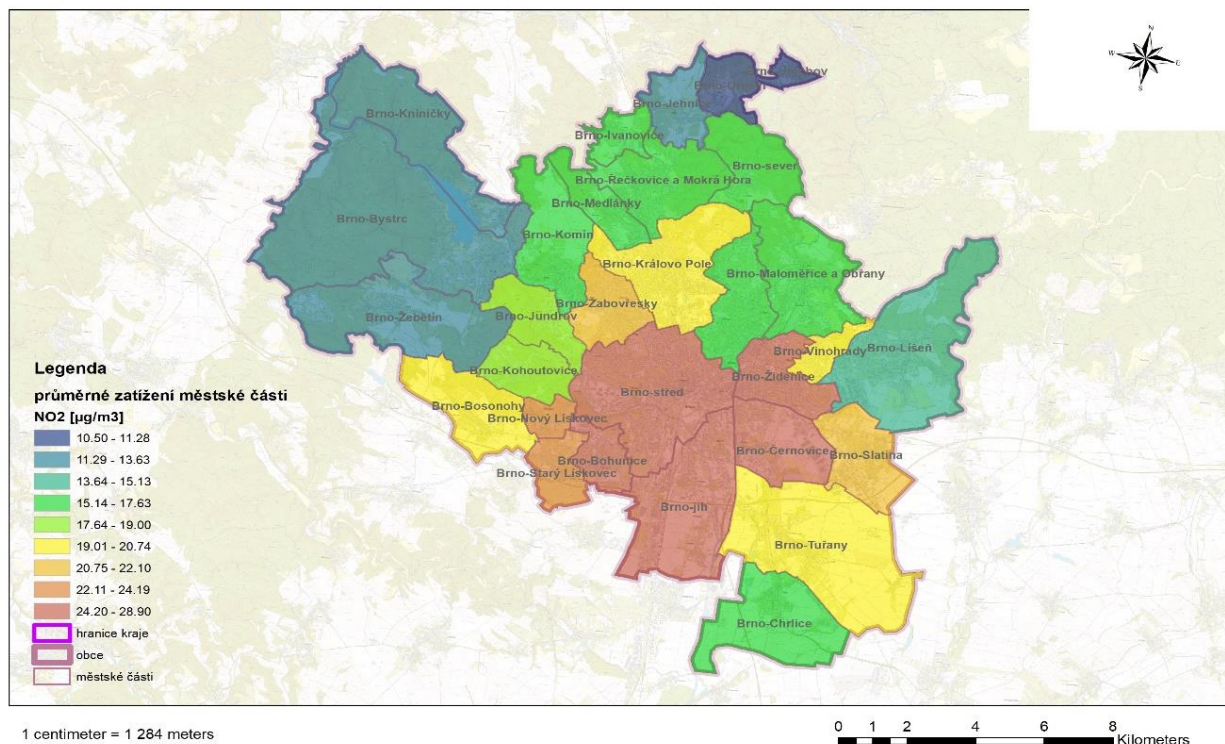 N
W
E
S
Brno-Kníničky
Brno-Jehnice
Brno-Ivanovice
Brno-sever
Brno-Řečkovice a Mokrá Hora
Brno-Medlánky
Brno-Bystrc
Brno-Komín
Brno-Královo Pole
Brno-Maloměřice a Obřany
Brno-Žabovřesky
Brno-Žebětín
Brno-Jundrov
Brno-Vinohrady
Brno-Líšeň
Brno-Kohoutovice
Brno-Židenice
Brno-střed
Brno-Bosonohy
Brno-Nový Lískovec
Brno-Černovice
Brno-Slatina
Brno-Bohunice
Brno-Starý Lískovec
Brno-jih
Brno-Tuřany
Brno-Chrlice
Legenda
průměrné zatížení městské části
NO2 [µg/m3]
10.50 - 11.28
11.29 - 13.63
13.64 - 15.13
15.14 - 17.63
17.64 - 19.00
19.01 - 20.74
20.75 - 22.10
22.11 - 24.19
24.20 - 28.90
hranice kraje
obce
městské části
1 centimeter = 1 284 meters
0 1 2 4 6 8
Kilometers